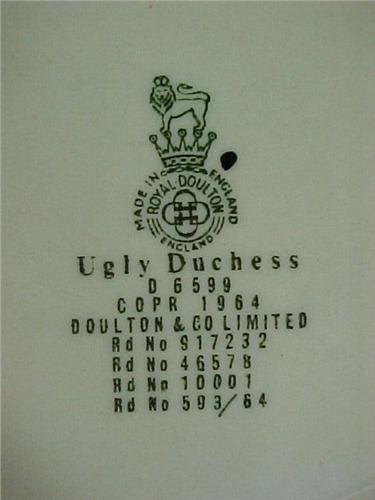 MADE IN ENGLAND
ROYAL·DOULTON
ENGLAND
Ugly Duchess
D 6599
COPR 1964
DOULTON & CO LIMITED
Rd No 917232
Rd No 46578
Rd No 10001
Rd No 593/64